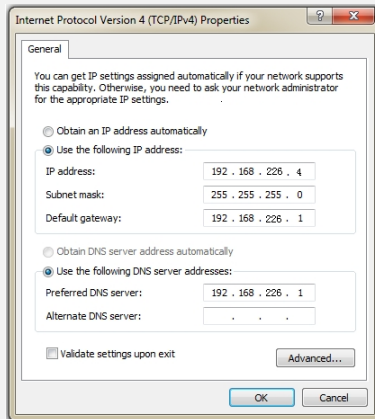 Internet Protocol Version 4 (TCP/IPv4) Properties
General
You can get IP settings assigned automatically if your network supports
this capability. Otherwise, you need to ask your network administrator
for the appropriate IP settings.
Obtain an IP address automatically
Use the following IP address:
IP address: 192 . 168 . 226 . 4
Subnet mask: 255 . 255 . 255 . 0
Default gateway: 192 . 168 . 226 . 1
Obtain DNS server address automatically
Use the following DNS server addresses:
Preferred DNS server: 192 . 168 . 226 . 1
Alternate DNS server: . . .
Validate settings upon exit
Advanced...
OK Cancel